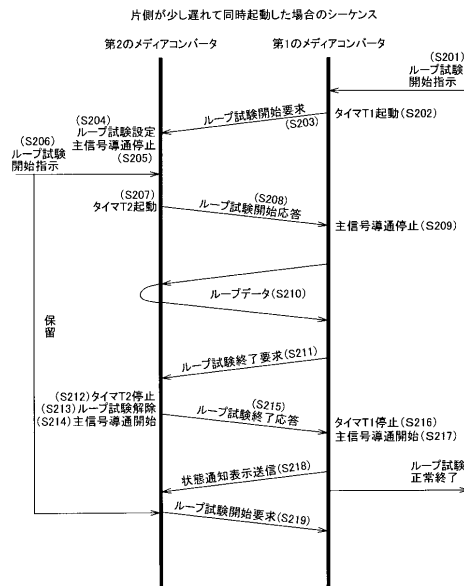 片側が少し遅れて同時起動した場合のシーケンス
第2のメディアコンバータ
第1のメディアコンバータ
(S201)
ループ試験
開始指示
ループ試験開始要求
(S203)
タイマT1起動(S202)
(S204)
ループ試験設定
主信号導通停止
(S205)
(S206)
ループ試験
開始指示
(S207)
タイマT2起動
(S208)
ループ試験開始応答
主信号導通停止(S209)
ループデータ(S210)
保留
ループ試験終了要求(S211)
(S212)タイマT2停止
(S213)ループ試験解除
(S214)主信号導通開始
(S215)
ループ試験終了応答
タイマT1停止(S216)
主信号導通開始(S217)
状態通知表示送信(S218)
ループ試験
正常終了
ループ試験開始要求(S219)